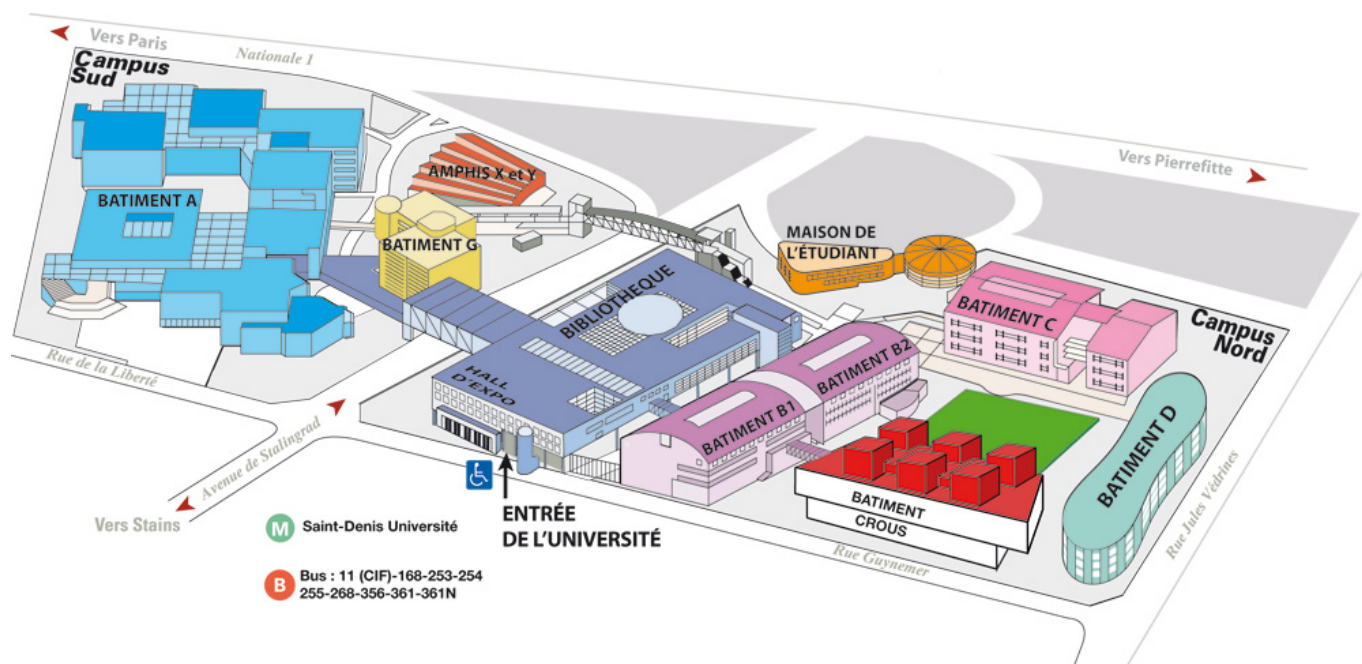 Vers Paris
Nationale 1
Campus
Sud
Vers Pierrefitte
AMPHIS X et Y
BATIMENT A
BATIMENT G
MAISON DE
L'ÉTUDIANT
BIBLIOTHEQUE
BATIMENT C
Campus
Nord
HALL
D'EXPO
BATIMENT B2
BATIMENT B1
BATIMENT D
Rue de la Liberté
Avenue de Stalingrad
Vers Stains
BATIMENT
CROUS
Rue Jules Védrines
Rue Guynemer
ENTRÉE
DE L'UNIVERSITÉ
M Saint-Denis Université
B Bus : 11 (CIF)-168-253-254
255-268-356-361-361N